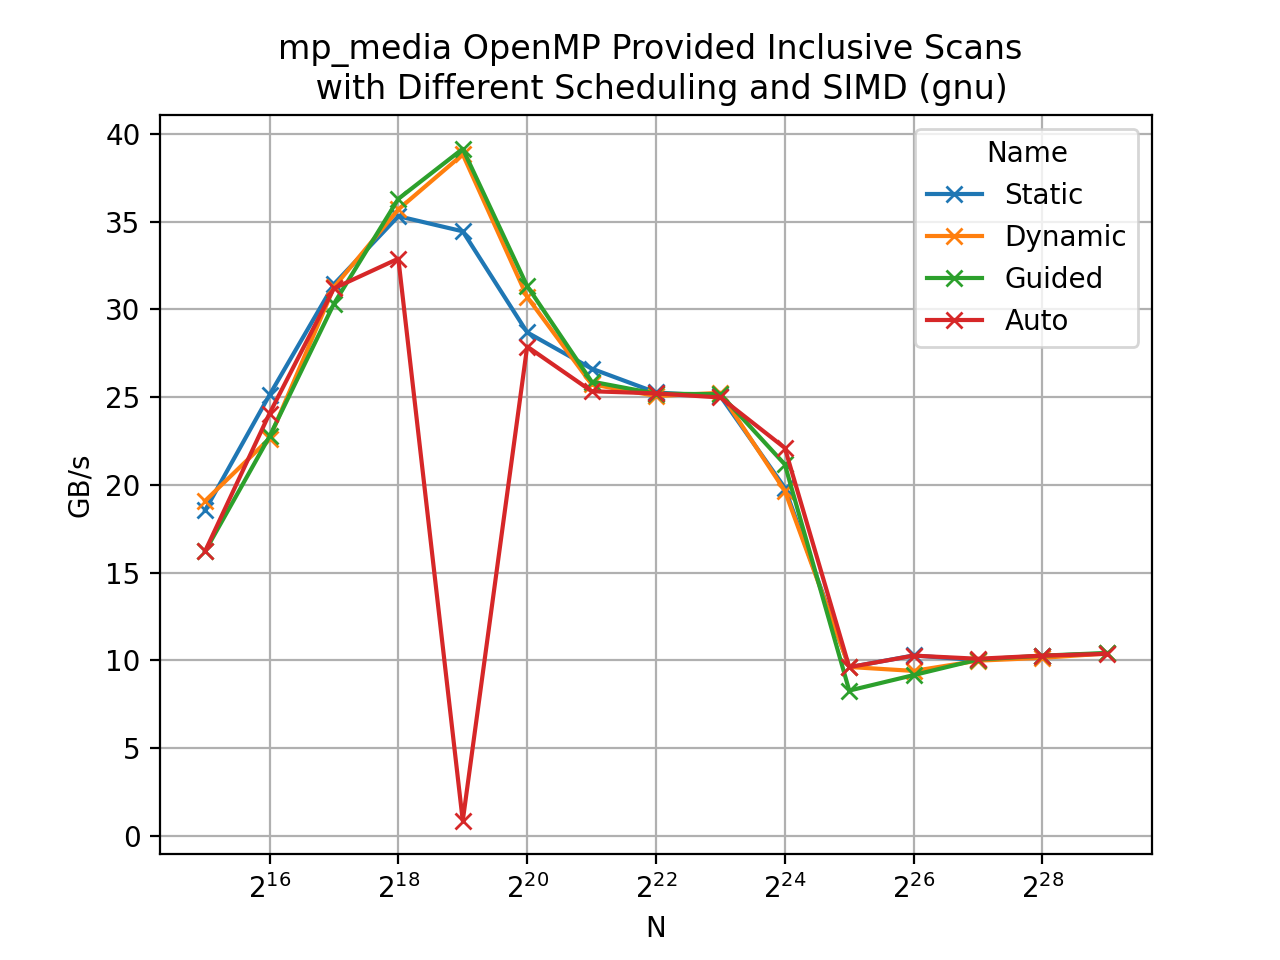 mp_media OpenMP Provided Inclusive Scans
with Different Scheduling and SIMD (gnu)
40
35
30
25
20
15
10
5
0
GB/s
Name
Static
Dynamic
Guided
Auto
2^16 2^18 2^20 2^22 2^24 2^26 2^28
N